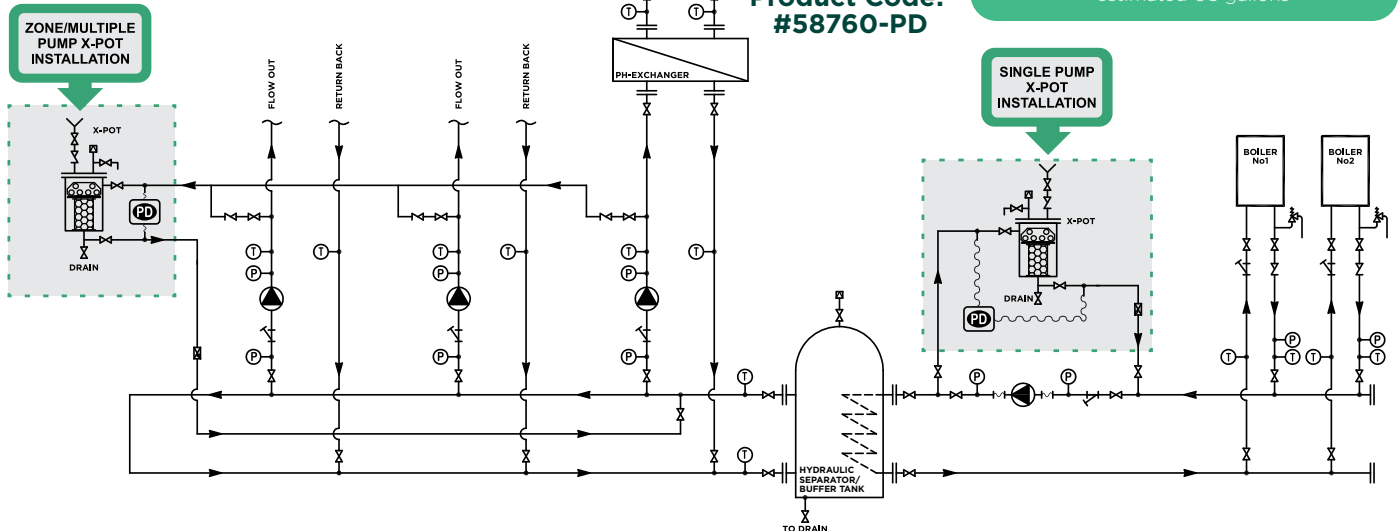 Product Code:
#58760-PD
ZONE/MULTIPLE
PUMP X-POT
INSTALLATION
SINGLE PUMP
X-POT
INSTALLATION
FLOW OUT
RETURN BACK
FLOW OUT
RETURN BACK
T
T
PH-EXCHANGER
X-POT
PD
DRAIN
T
P
P
T
T
P
P
T
T
P
P
T
X-POT
DRAIN
PD
BOILER
No1
BOILER
No2
P
T
T
P
T
T
T
P
P
T
HYDRAULIC
SEPARATOR/
BUFFER TANK
TO DRAIN